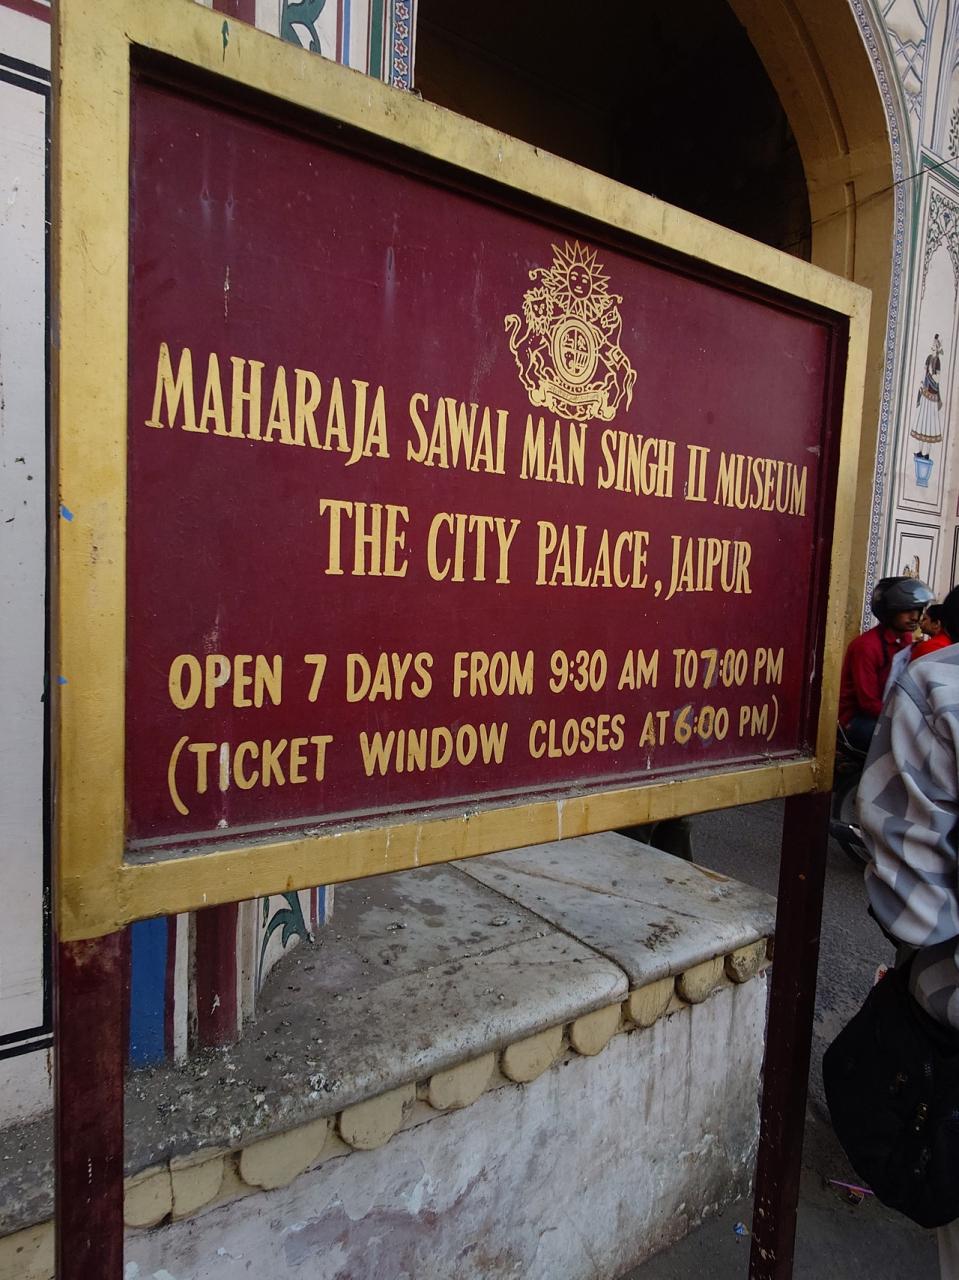 MAHARAJA SAWAI MAN SINGH II MUSEUM
THE CITY PALACE, JAIPUR
OPEN 7 DAYS FROM 9:30 AM TO 7:00 PM
(TICKET WINDOW CLOSES AT 6:00 PM)